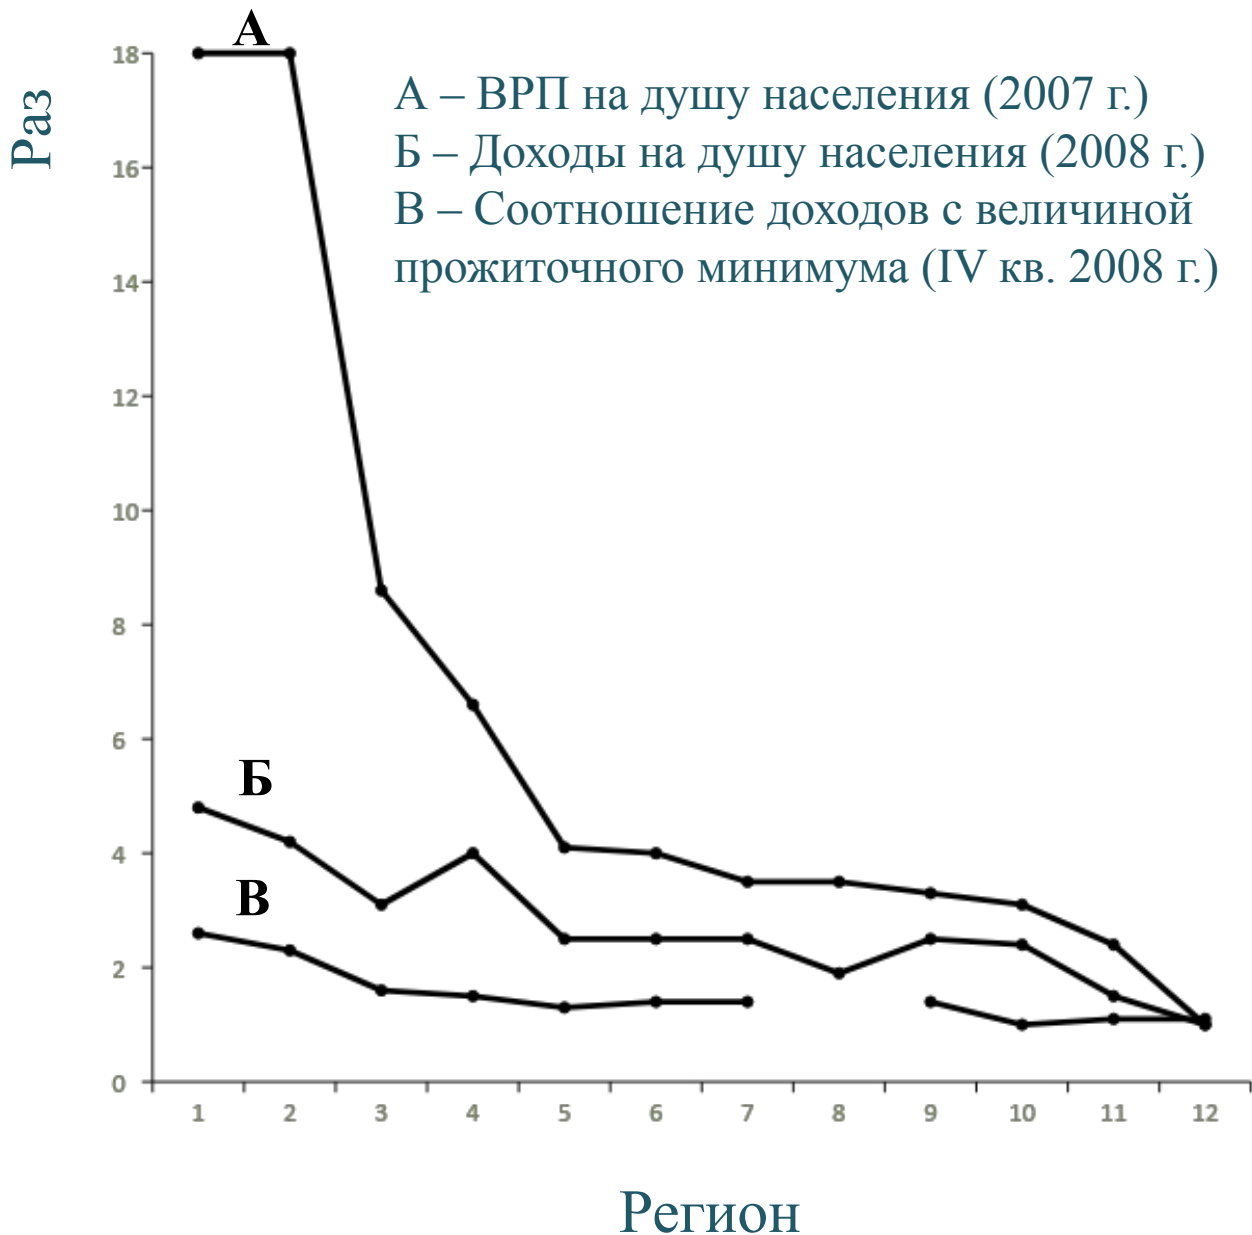 А
18
А – ВРП на душу населения (2007 г.)
Раз
Б – Доходы на душу населения (2008 г.)
16
В – Соотношение доходов с величиной
прожиточного минимума (IV кв. 2008 г.)
14
12
10
8
6
Б
4
В
2
0
1 2 3 4 5 6 7 8 9 10 11 12
Регион